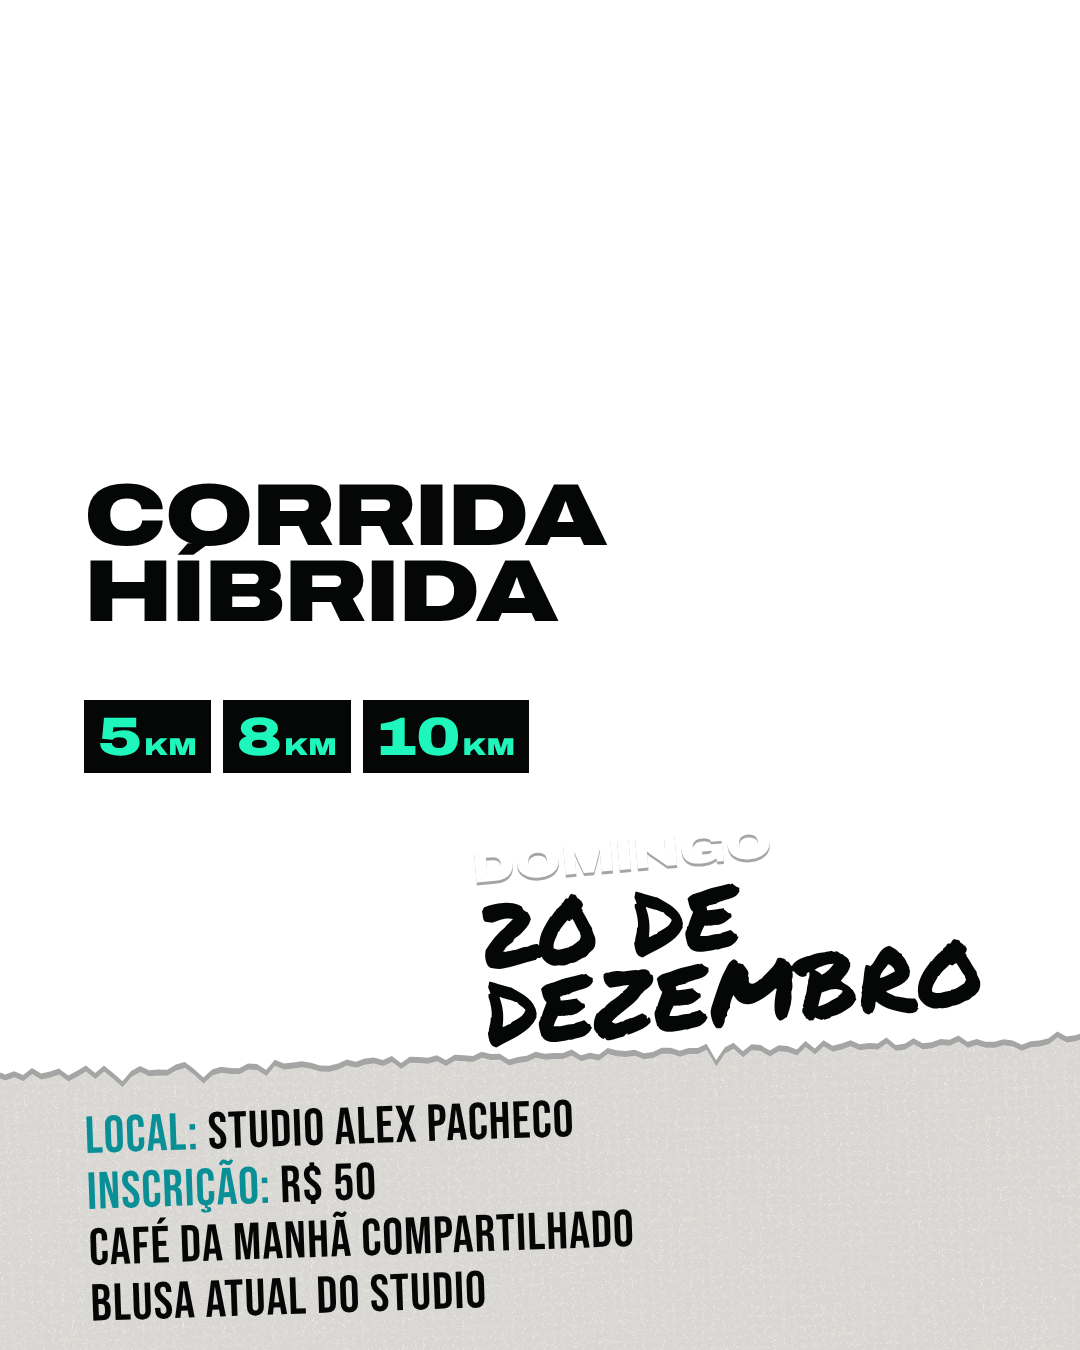 CORRIDA
HÍBRIDA
5KM 8KM 10KM
DOMINGO
20 DE
DEZEMBRO
LOCAL: STUDIO ALEX PACHECO
INSCRIÇÃO: R$ 50
CAFÉ DA MANHÃ COMPARTILHADO
BLUSA ATUAL DO STUDIO